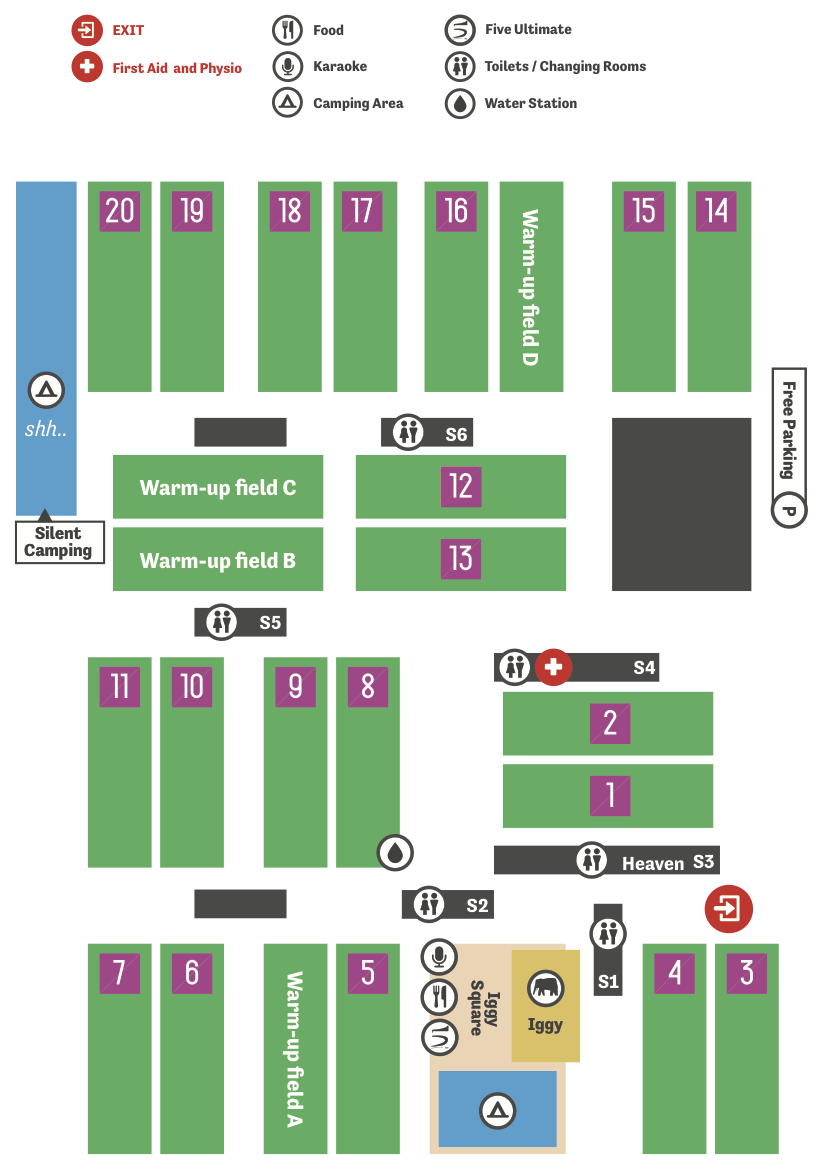 EXIT
Food
Five Ultimate
First Aid and Physio
Karaoke
Toilets / Changing Rooms
Camping Area
Water Station
20
19
18
17
16
Warm-up field D
15
14
shh..
Silent
Camping
Free Parking
P
S6
Warm-up field C
12
Warm-up field B
13
S5
S4
11
10
9
8
2
1
Heaven S3
S2
S1
7
6
Warm-up field A
5
Iggy
Square
Iggy
4
3